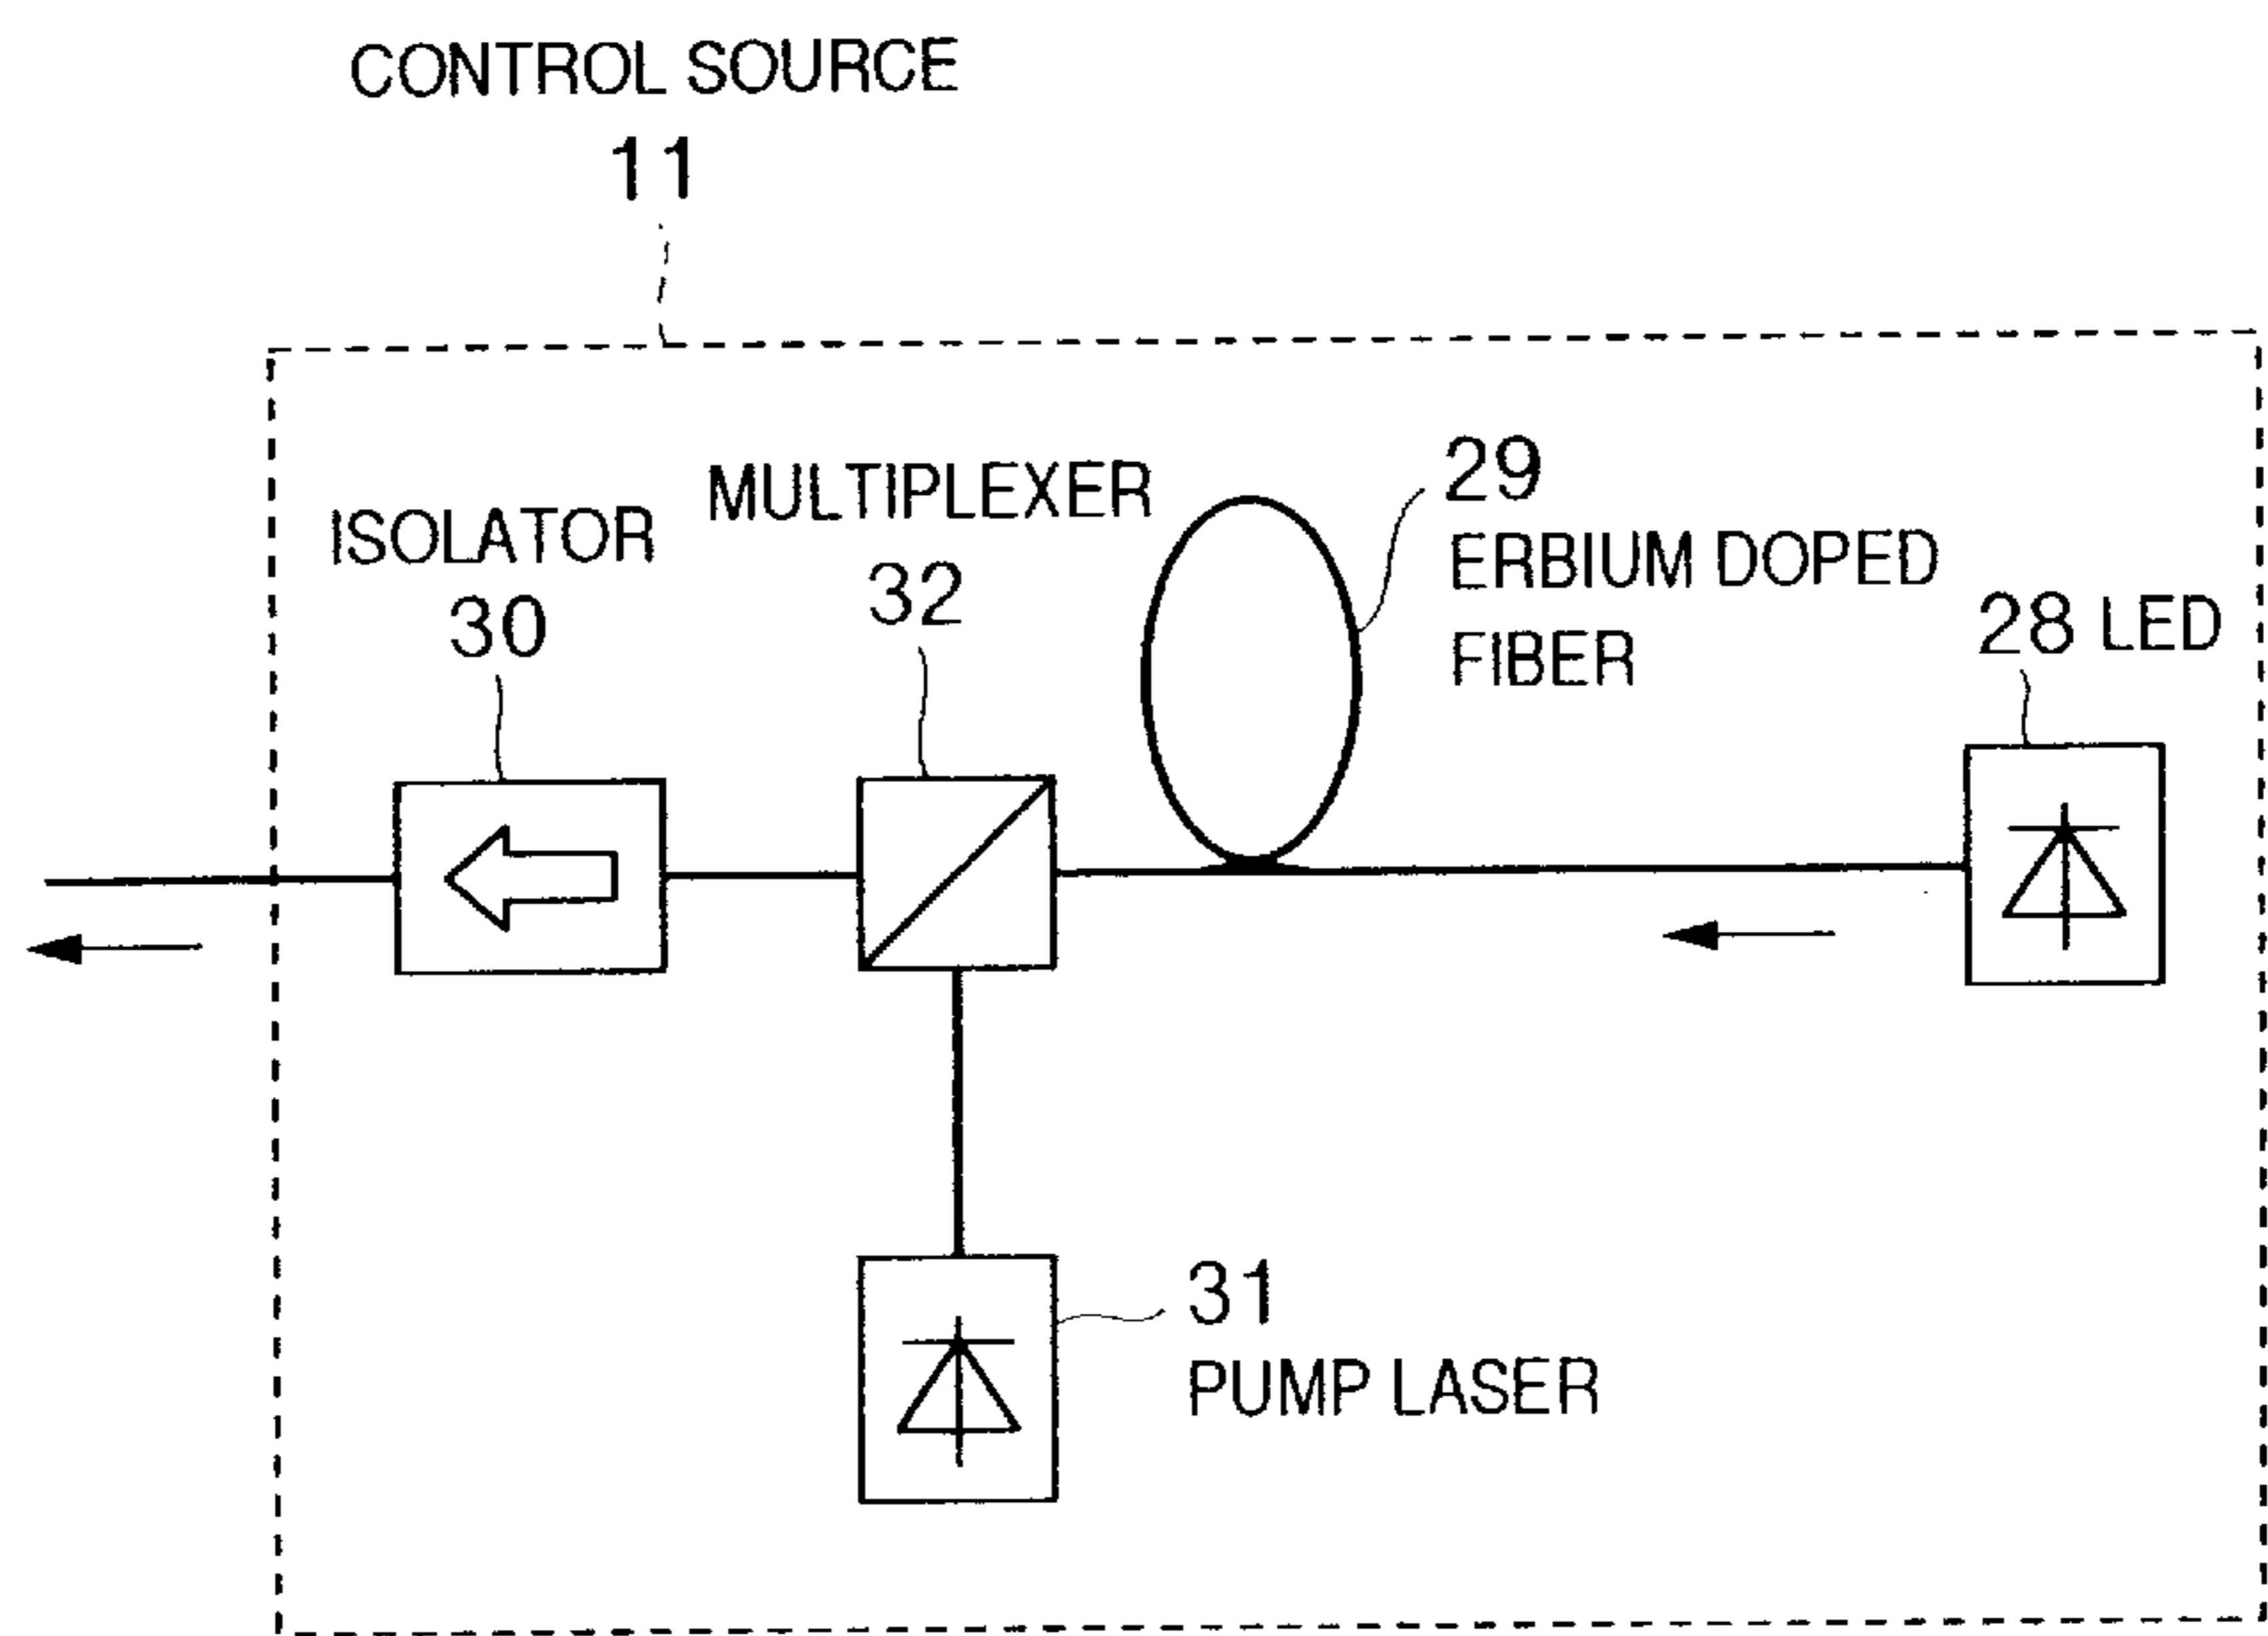 CONTROL SOURCE
11
MULTIPLEXER
32
ISOLATOR
30
29
ERBIUM DOPED
FIBER
28 LED
31
PUMP LASER